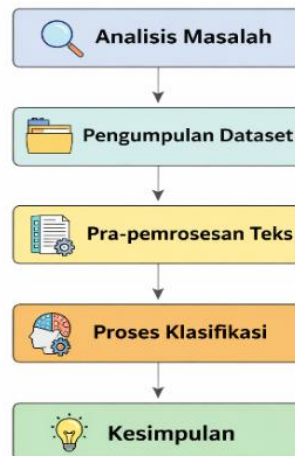 Analisis Masalah
Pengumpulan Dataset
Pra-pemrosesan Teks
Proses Klasifikasi
Kesimpulan